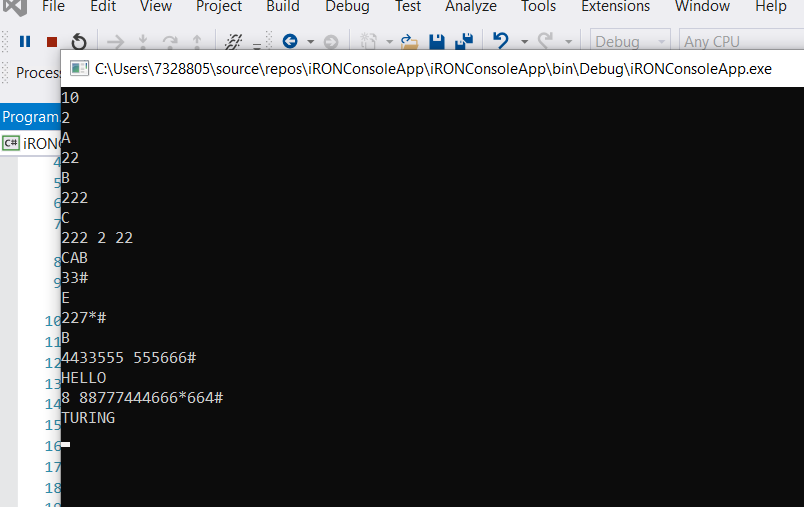 File Edit View Project Build Debug Test Analyze Tools Extensions Window Help
Debug Any CPU
Process
C:\Users\7328805\source\repos\iRONConsoleApp\iRONConsoleApp\bin\Debug\iRONConsoleApp.exe
Program.
C# iRONC
10
2
A
22
B
222
C
222 2 22
CAB
33#
E
227*#
B
4433555 555666#
HELLO
8 88777444666*664#
TURING
4
5
6
7
8
9
10
11
12
13
14
15
16
17
18